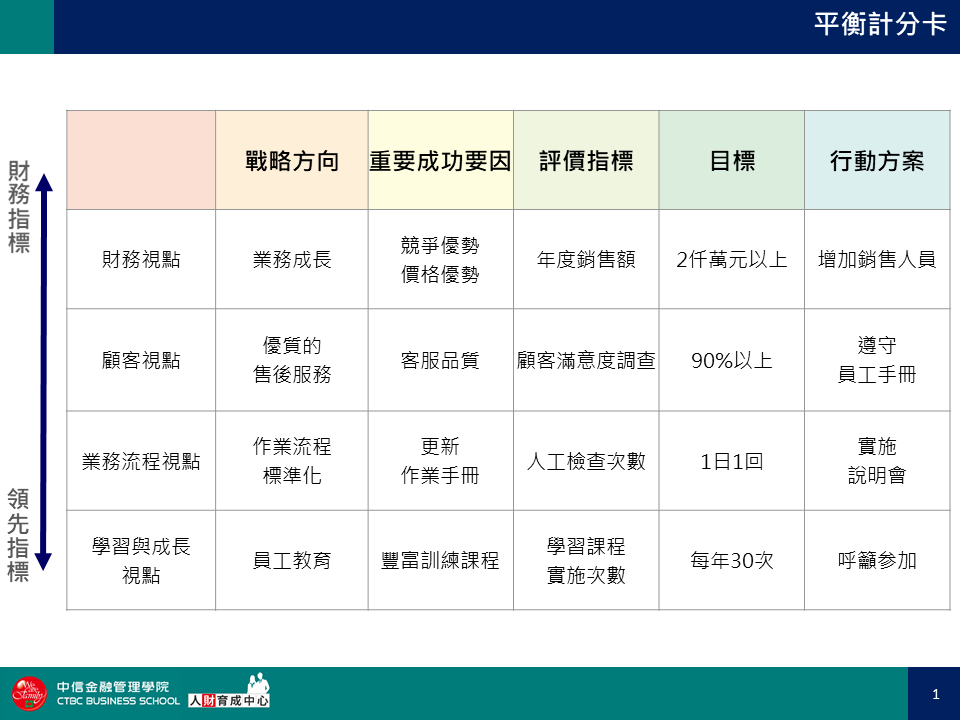 平衡計分卡
財務指標
領先指標
戰略方向
重要成功要因
評價指標
目標
行動方案
財務視點
業務成長
競爭優勢
價格優勢
年度銷售額
2仟萬元以上
增加銷售人員
顧客視點
優質的
售後服務
客服品質
顧客滿意度調查
90%以上
遵守
員工手冊
業務流程視點
作業流程
標準化
更新
作業手冊
人工檢查次數
1日1回
實施
說明會
學習與成長
視點
員工教育
豐富訓練課程
學習課程
實施次數
每年30次
呼籲参加
We are Family
中信金融管理學院
CTBC BUSINESS SCHOOL
人財育成中心
1